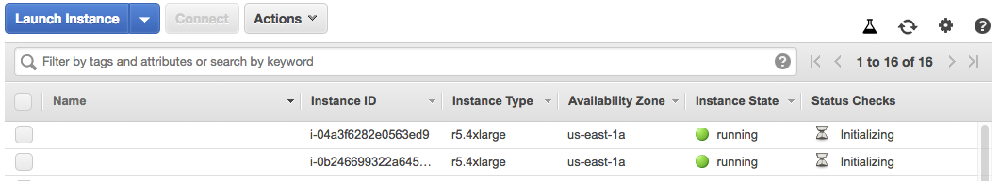 Launch Instance Connect Actions
Filter by tags and attributes or search by keyword ? 1 to 16 of 16 ?
Name Instance ID Instance Type Availability Zone Instance State Status Checks
i-04a3f6282e0563ed9 r5.4xlarge us-east-1a running Initializing
i-0b246699322a645... r5.4xlarge us-east-1a running Initializing